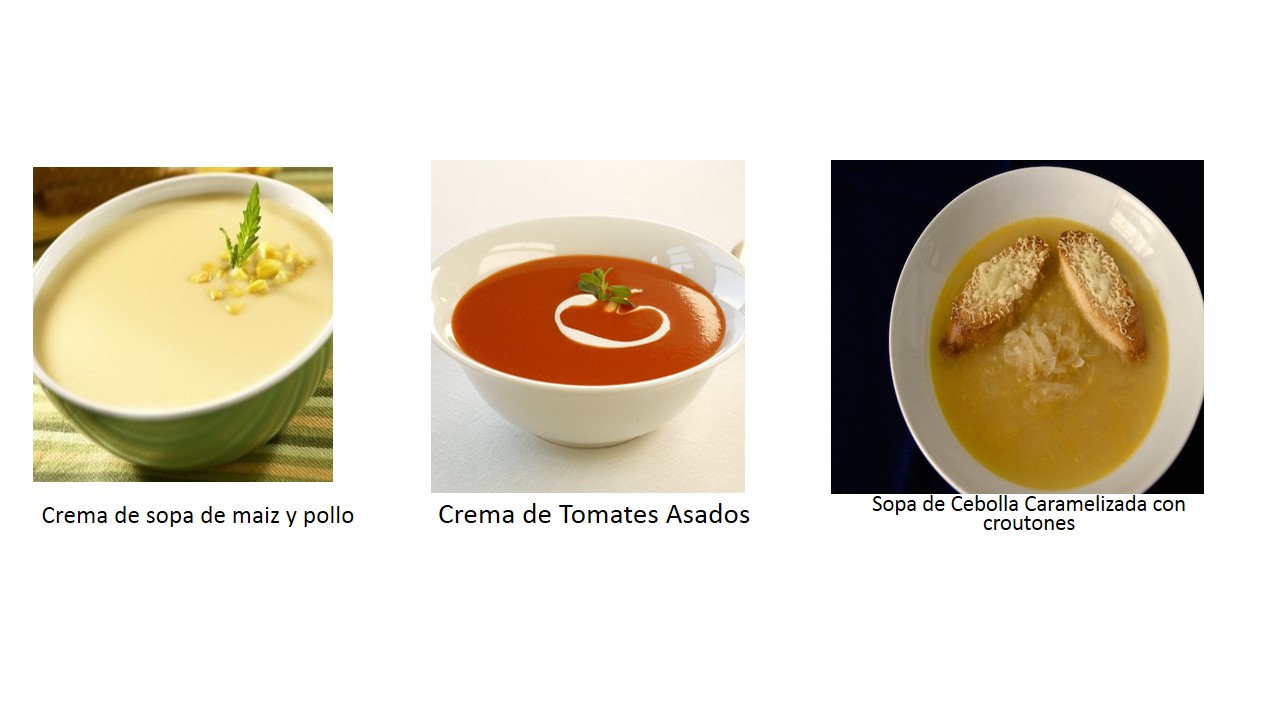 Crema de sopa de maiz y pollo
Crema de Tomates Asados
Sopa de Cebolla Caramelizada con
croutones